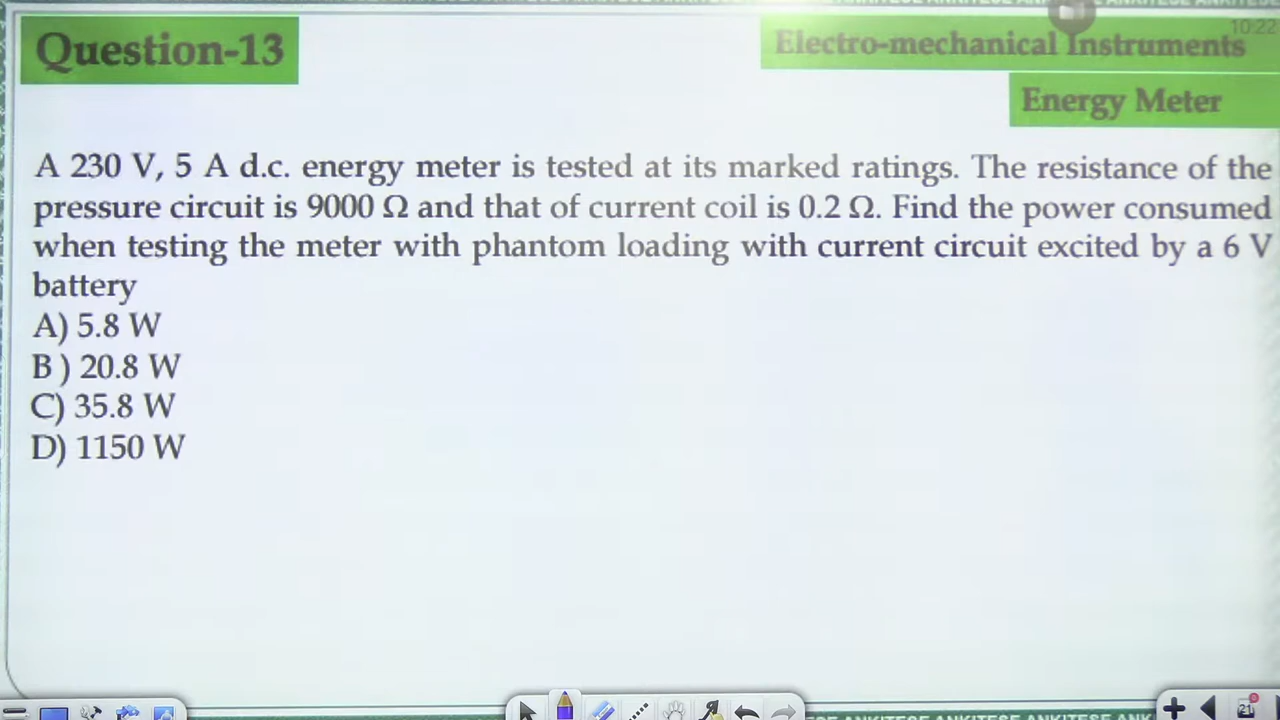 Question-13
Electro-mechanical Instruments
10:22
Energy Meter
A 230 V, 5 A d.c. energy meter is tested at its marked ratings. The resistance of the
pressure circuit is 9000 Ω and that of current coil is 0.2 Ω. Find the power consumed
when testing the meter with phantom loading with current circuit excited by a 6 V
battery
A) 5.8 W
B ) 20.8 W
C) 35.8 W
D) 1150 W
21